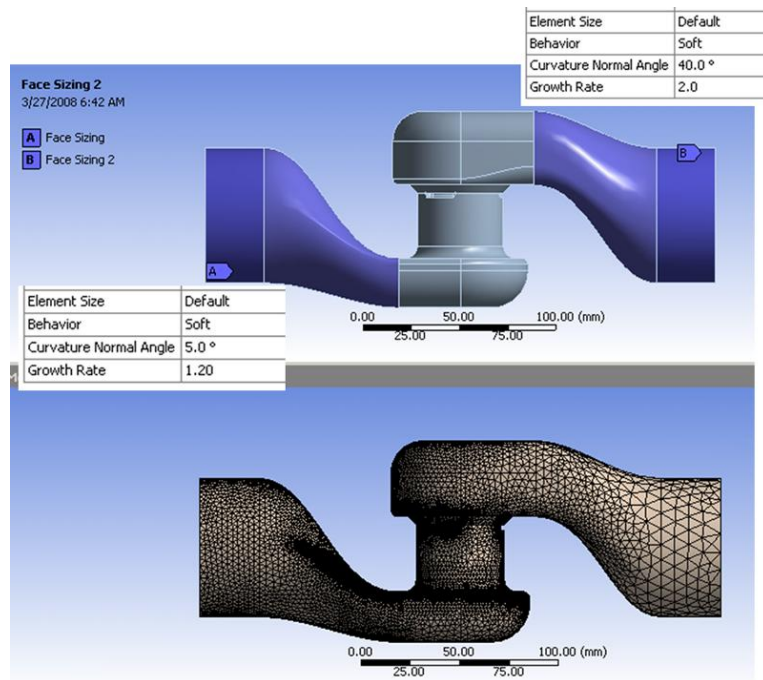 Element Size Default
Behavior Soft
Curvature Normal Angle 40.0 °
Growth Rate 2.0
Face Sizing 2
3/27/2008 6:42 AM
A Face Sizing
B Face Sizing 2
B
A
Element Size Default
Behavior Soft
Curvature Normal Angle 5.0 °
Growth Rate 1.20
0.00 50.00 100.00 (mm)
25.00 75.00
0.00 50.00 100.00 (mm)
25.00 75.00